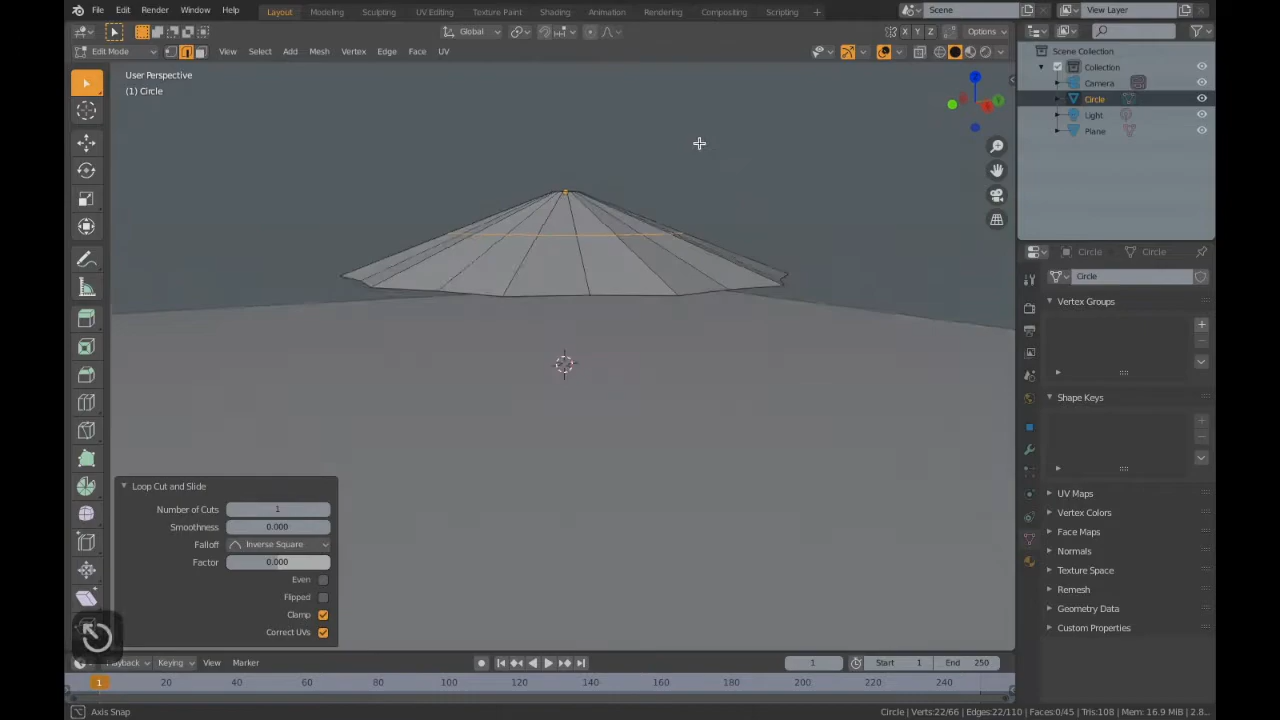 File Edit Render Window Help Layout Modeling Sculpting UV Editing Texture Paint Shading Animation Rendering Compositing Scripting + Scene View Layer
Global X Y Z Options
Edit Mode View Select Add Mesh Vertex Edge Face UV
Scene Collection
Collection
Camera
Circle
Light
Plane
User Perspective
(1) Circle
Z
Circle Circle
Circle
Vertex Groups
Shape Keys
UV Maps
Vertex Colors
Face Maps
Normals
Texture Space
Remesh
Geometry Data
Custom Properties
Loop Cut and Slide
Number of Cuts 1
Smoothness 0.000
Falloff Inverse Square
Factor 0.000
Even
Flipped
Clamp
Correct UVs
Playback Keying View Marker 1 Start 1 End 250
1 20 40 60 80 100 120 140 160 180 200 220 240
Axis Snap Circle | Verts:22/66 | Edges:22/110 | Faces:0/45 | Tris:108 | Mem: 16.9 MiB | 2.8...